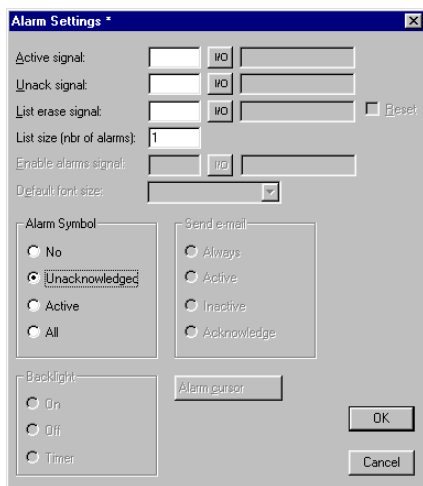 Alarm Settings *
Active signal: I/O
Unack signal: I/O
List erase signal: I/O Reset
List size (nbr of alarms): 1
Enable alarms signal: I/O
Default font size:
Alarm Symbol
No
Unacknowledged
Active
All
Send e-mail
Always
Active
Inactive
Acknowledge
Backlight
On
Off
Timer
Alarm cursor
OK
Cancel